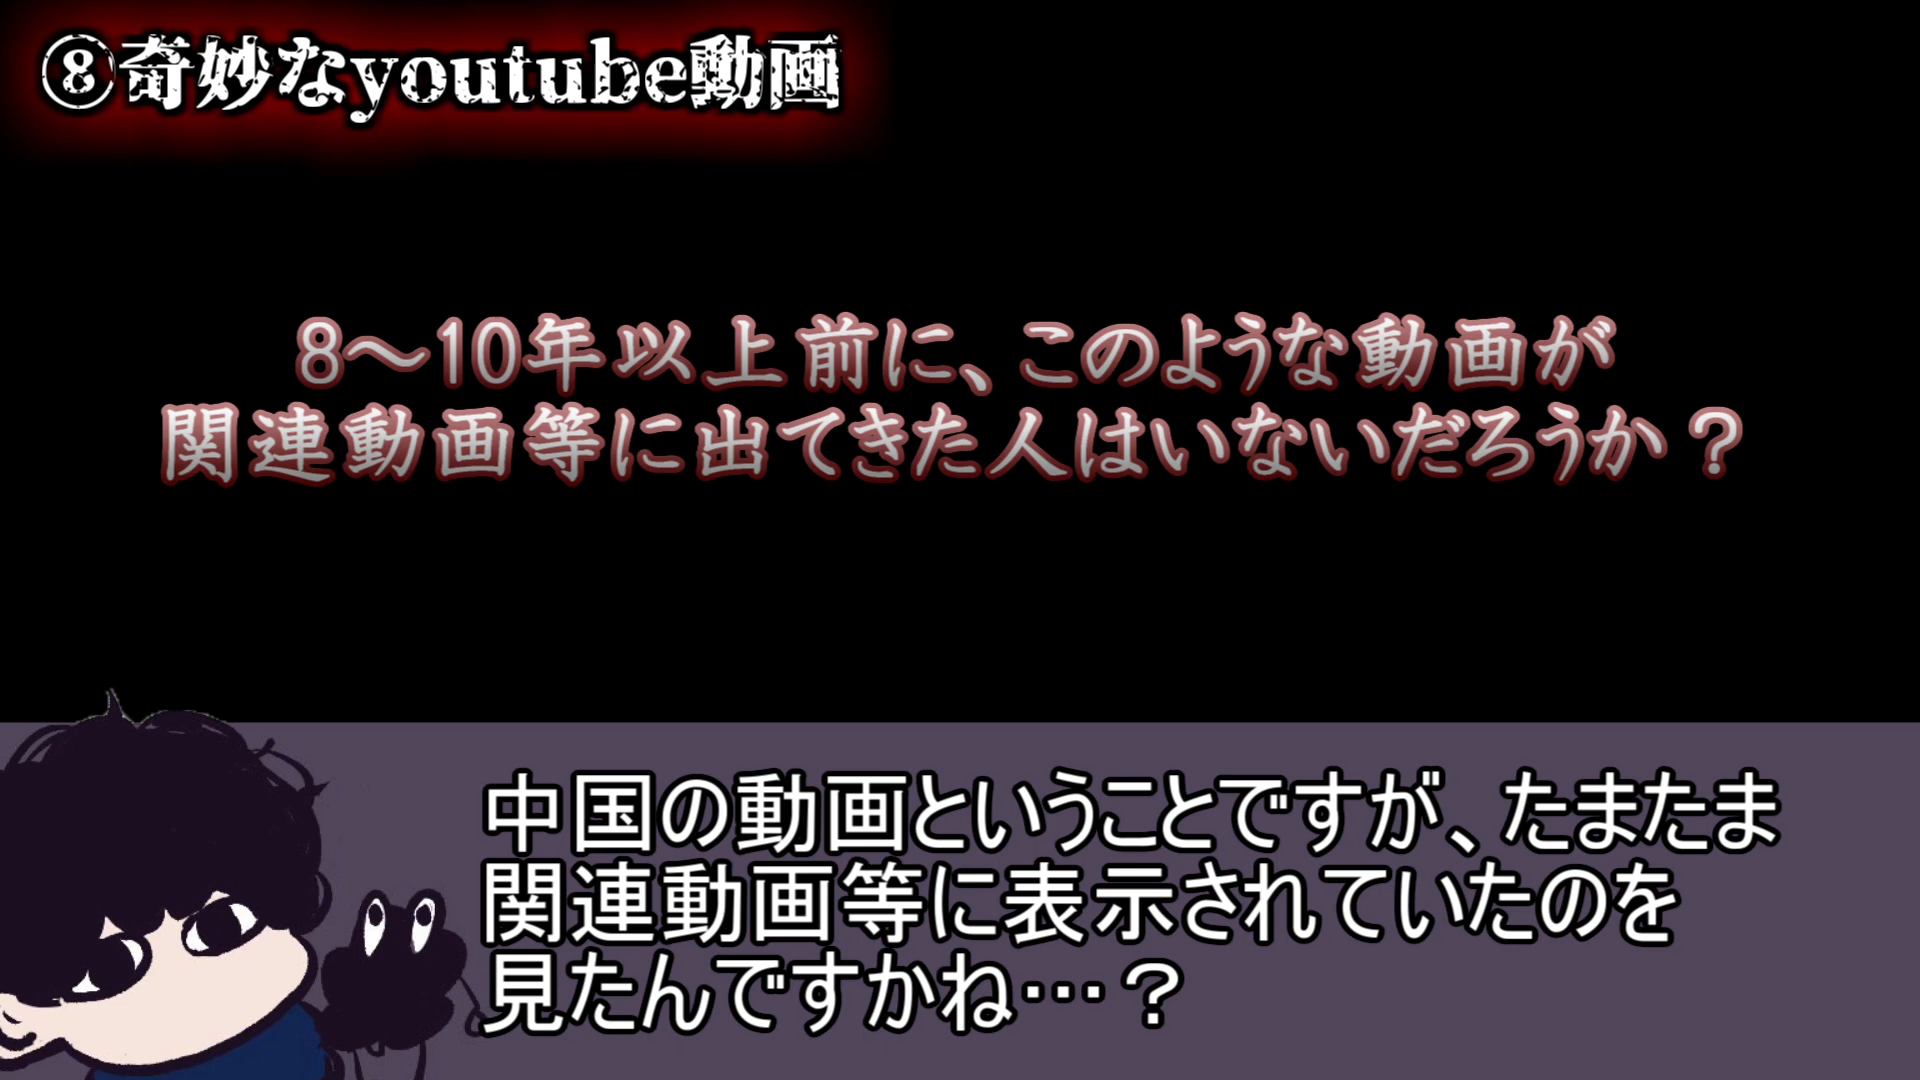 ⑧奇妙なyoutube動画
8～10年以上前に、このような動画が
関連動画等に出てきた人はいないだろうか？
中国の動画ということですが、たまたま
関連動画等に表示されていたのを
見たんですかね…？